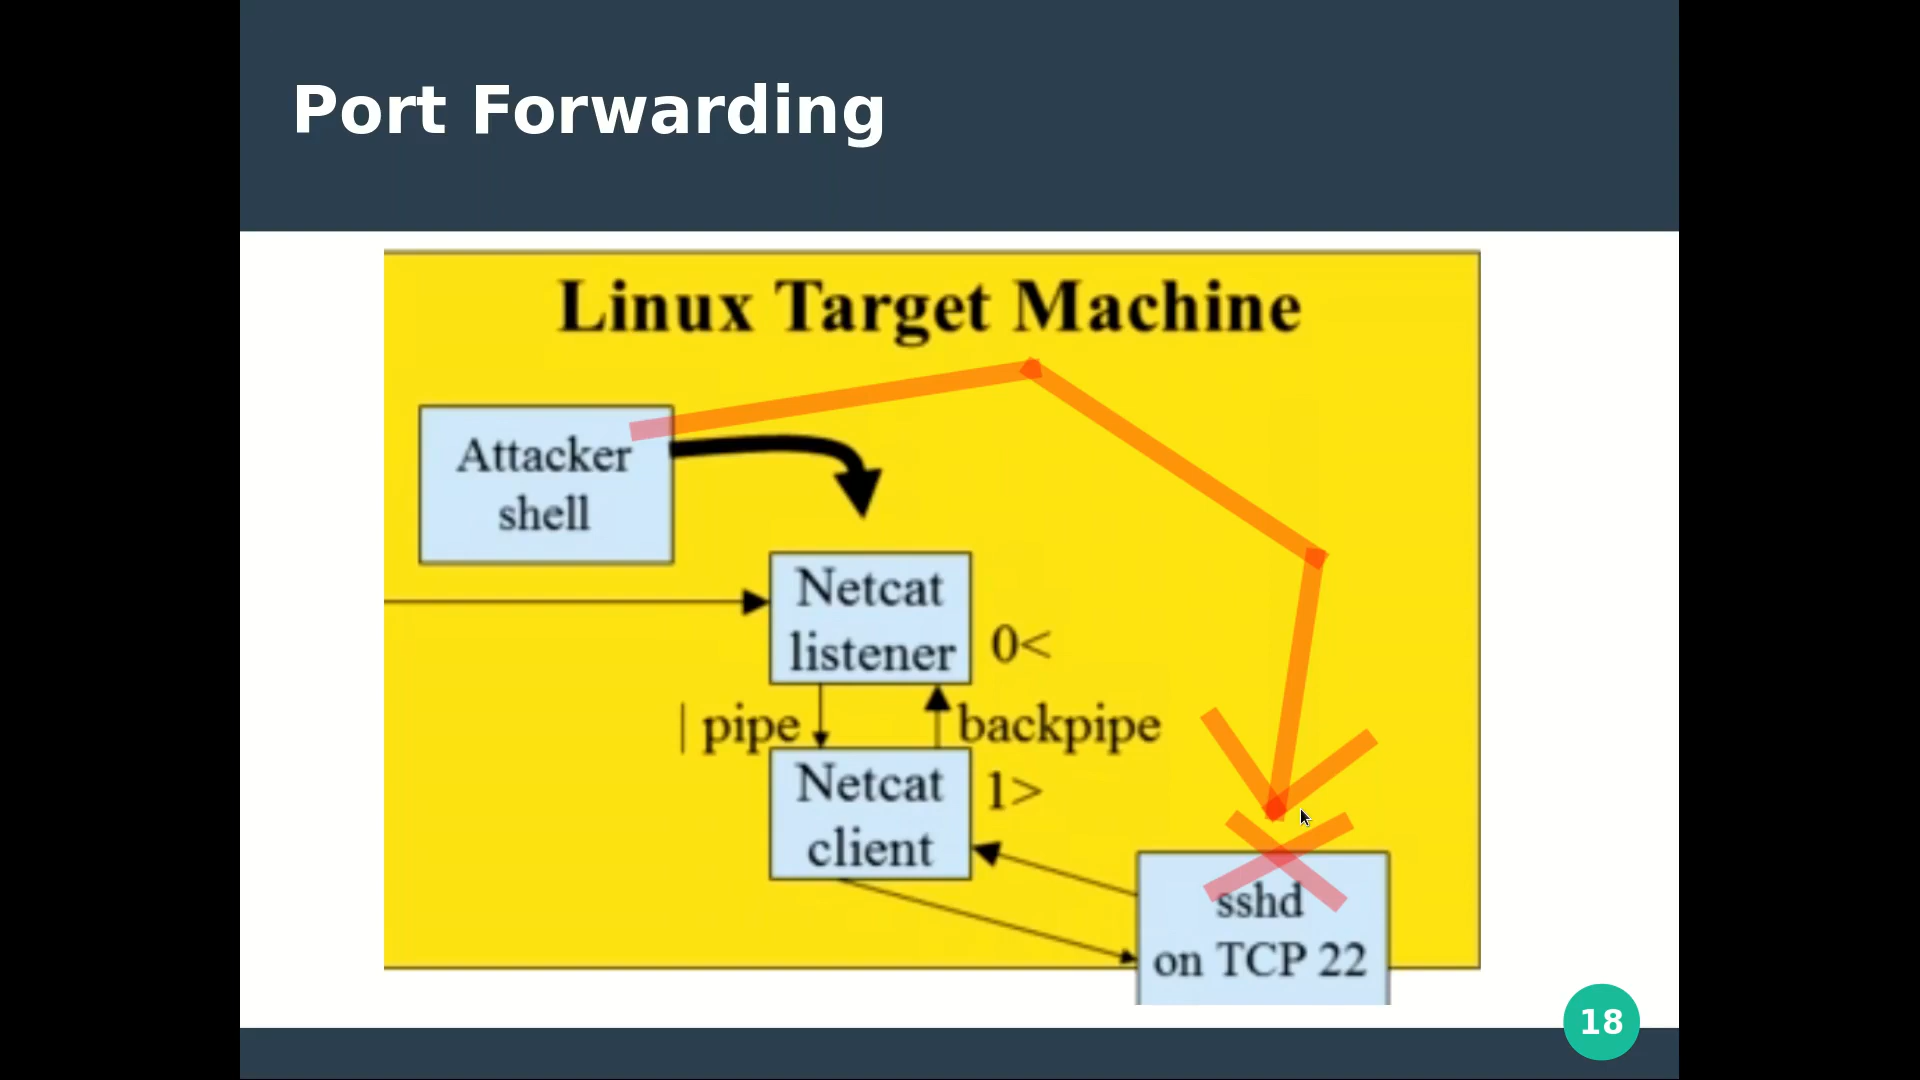 Port Forwarding
Linux Target Machine
Attacker
shell
Netcat
listener
0<
| pipe
backpipe
Netcat
client
1>
sshd
on TCP 22
18